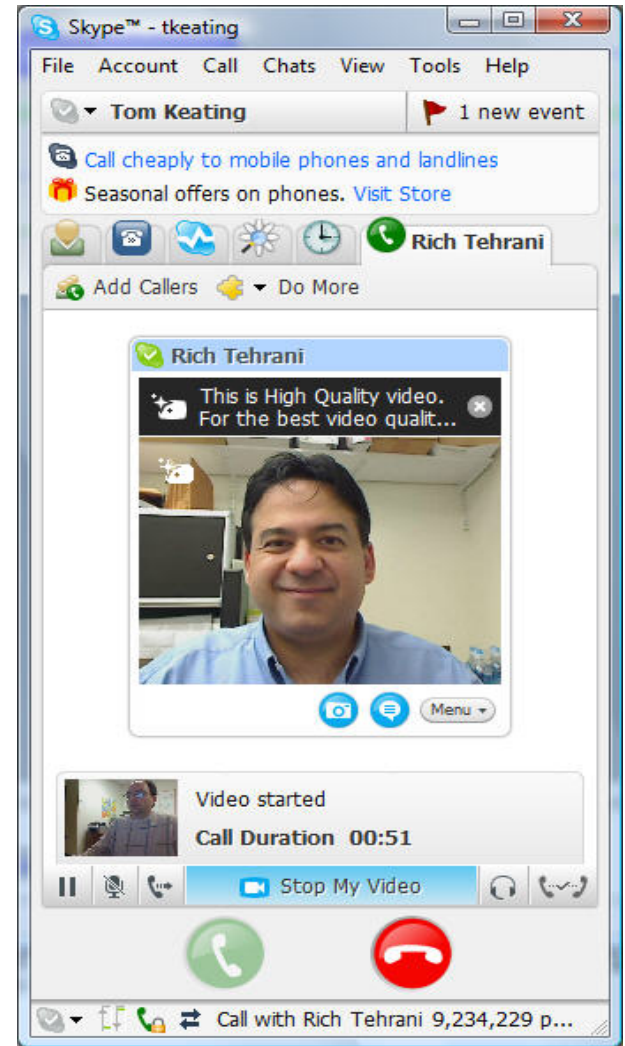 Skype™ - tkeating
File Account Call Chats View Tools Help
Tom Keating 1 new event
Call cheaply to mobile phones and landlines
Seasonal offers on phones. Visit Store
Rich Tehrani
Add Callers Do More
Rich Tehrani
This is High Quality video.
For the best video qualit...
Menu
Video started
Call Duration 00:51
Stop My Video
Call with Rich Tehrani 9,234,229 p...